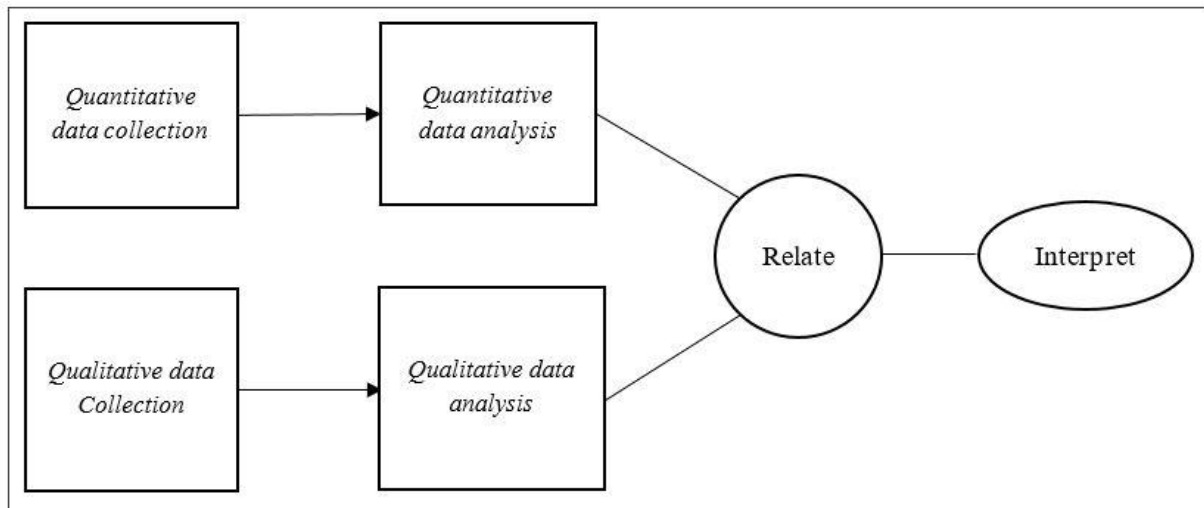 Quantitative
data collection
Quantitative
data analysis
Relate
Interpret
Qualitative data
Collection
Qualitative data
analysis